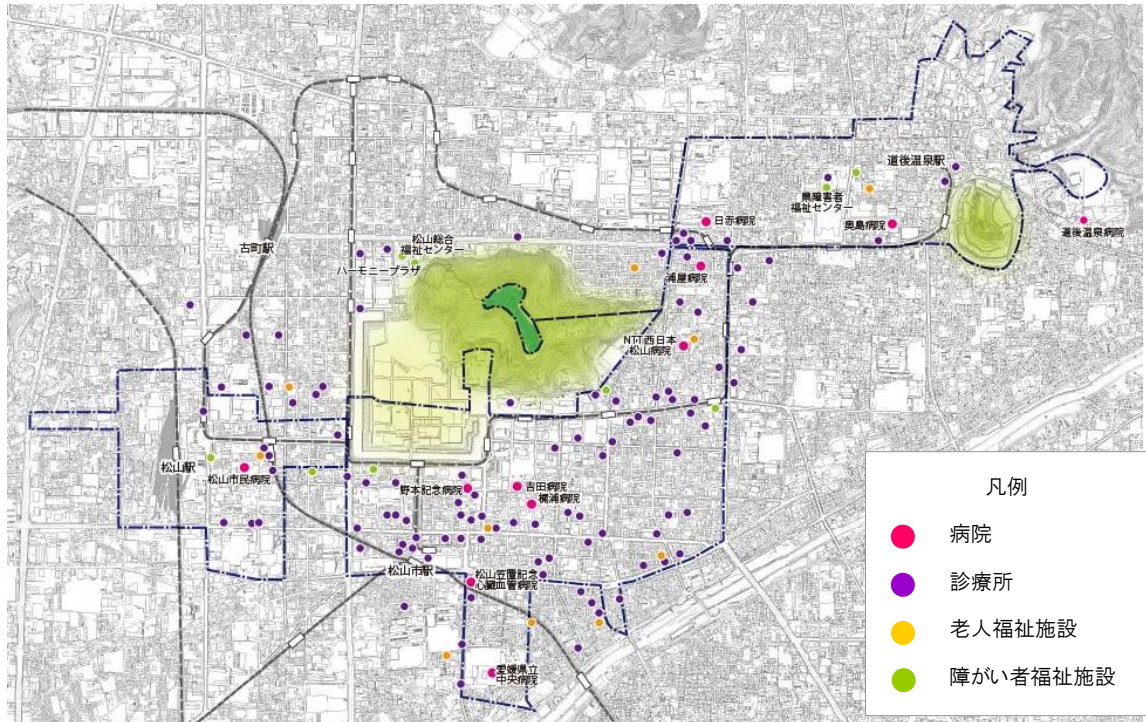 道後温泉駅
県障害者
福祉センター
日赤病院
奥島病院
道後温泉病院
松山総合
福祉センター
古町駅
ハーモニープラザ
浦屋病院
NTT西日本
松山病院
松山駅
松山市民病院
野本記念病院
吉田病院
梶浦病院
松山市駅
松山笠置記念
心臓血管病院
愛媛県立
中央病院
凡例
病院
診療所
老人福祉施設
障がい者福祉施設